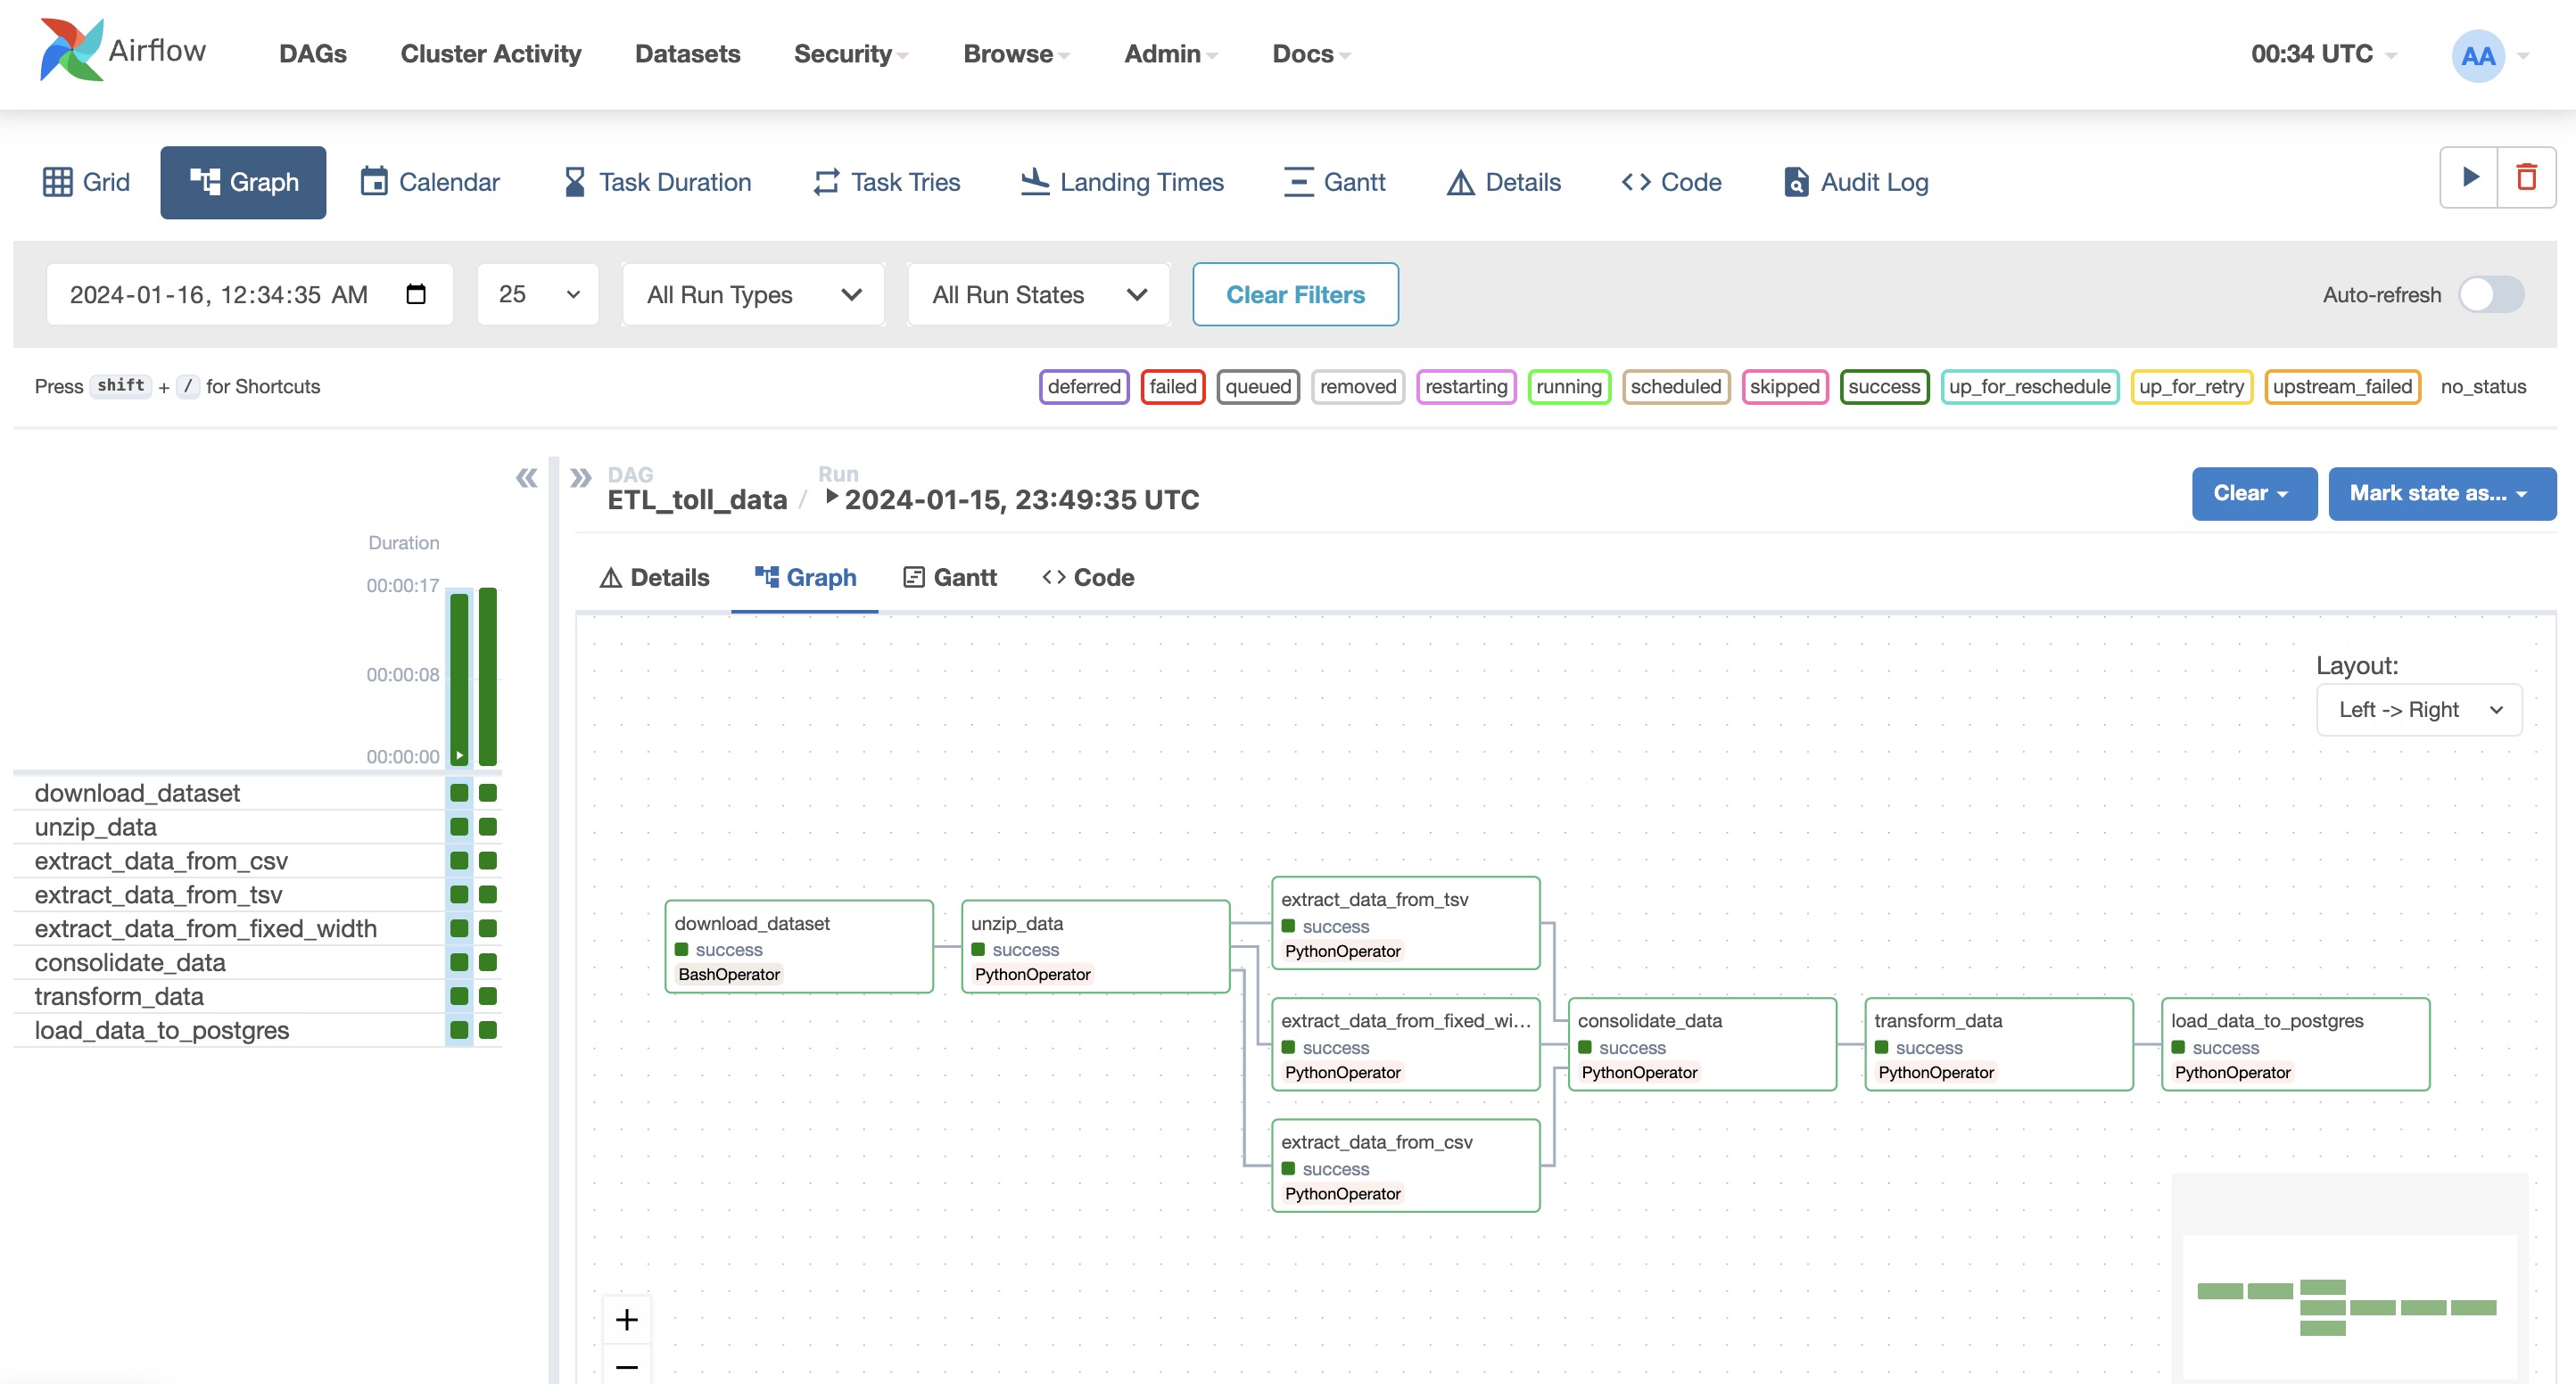 Airflow DAGs Cluster Activity Datasets Security Browse Admin Docs 00:34 UTC AA
Grid Graph Calendar Task Duration Task Tries Landing Times Gantt Details Code Audit Log
2024-01-16, 12:34:35 AM 25 All Run Types All Run States Clear Filters Auto-refresh
Press shift + / for Shortcuts deferred failed queued removed restarting running scheduled skipped success up_for_reschedule up_for_retry upstream_failed no_status
DAG Run
ETL_toll_data / 2024-01-15, 23:49:35 UTC Clear Mark state as...
Details Graph Gantt Code
Duration
00:00:17
00:00:08
00:00:00
download_dataset
unzip_data
extract_data_from_csv
extract_data_from_tsv
extract_data_from_fixed_width
consolidate_data
transform_data
load_data_to_postgres
Layout:
Left -> Right
download_dataset
success
BashOperator
unzip_data
success
PythonOperator
extract_data_from_tsv
success
PythonOperator
extract_data_from_fixed_wi...
success
PythonOperator
extract_data_from_csv
success
PythonOperator
consolidate_data
success
PythonOperator
transform_data
success
PythonOperator
load_data_to_postgres
success
PythonOperator